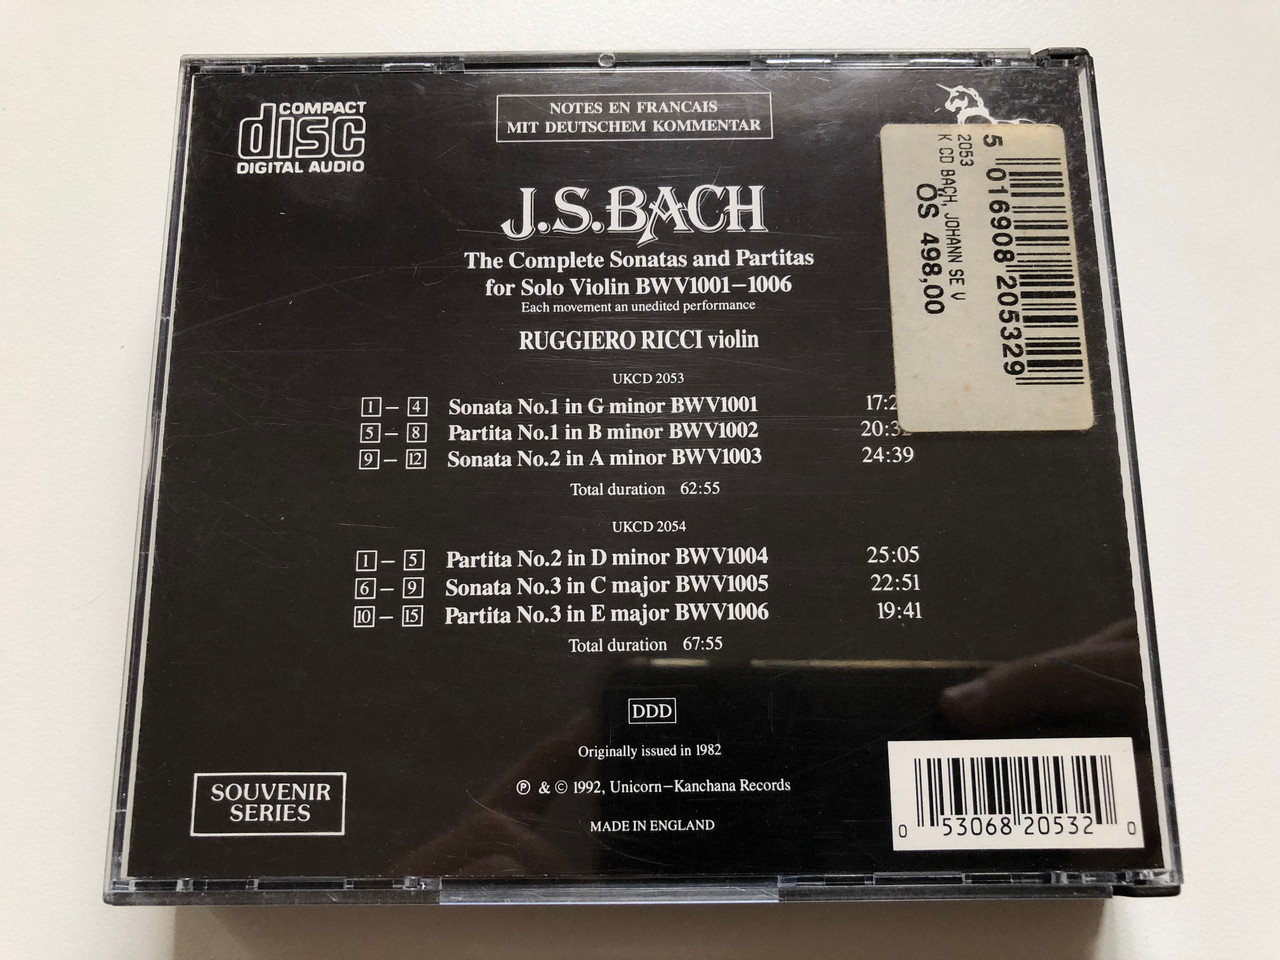 COMPACT
disc
DIGITAL AUDIO
NOTES EN FRANCAIS
MIT DEUTSCHEM KOMMENTAR
J.S.BACH
The Complete Sonatas and Partitas
for Solo Violin BWV1001–1006
Each movement an unedited performance
RUGGIERO RICCI violin
UKCD 2053
1 – 4 Sonata No.1 in G minor BWV1001
5 – 8 Partita No.1 in B minor BWV1002
9 – 12 Sonata No.2 in A minor BWV1003 24:39
Total duration 62:55
UKCD 2054
1 – 5 Partita No.2 in D minor BWV1004 25:05
6 – 9 Sonata No.3 in C major BWV1005 22:51
10 – 15 Partita No.3 in E major BWV1006 19:41
Total duration 67:55
DDD
Originally issued in 1982
℗ & © 1992, Unicorn–Kanchana Records
MADE IN ENGLAND
SOUVENIR
SERIES
5 016908 205329
2053
K CD BACH, JOHANN SE V
ÖS 498,00
0 53068 20532 0